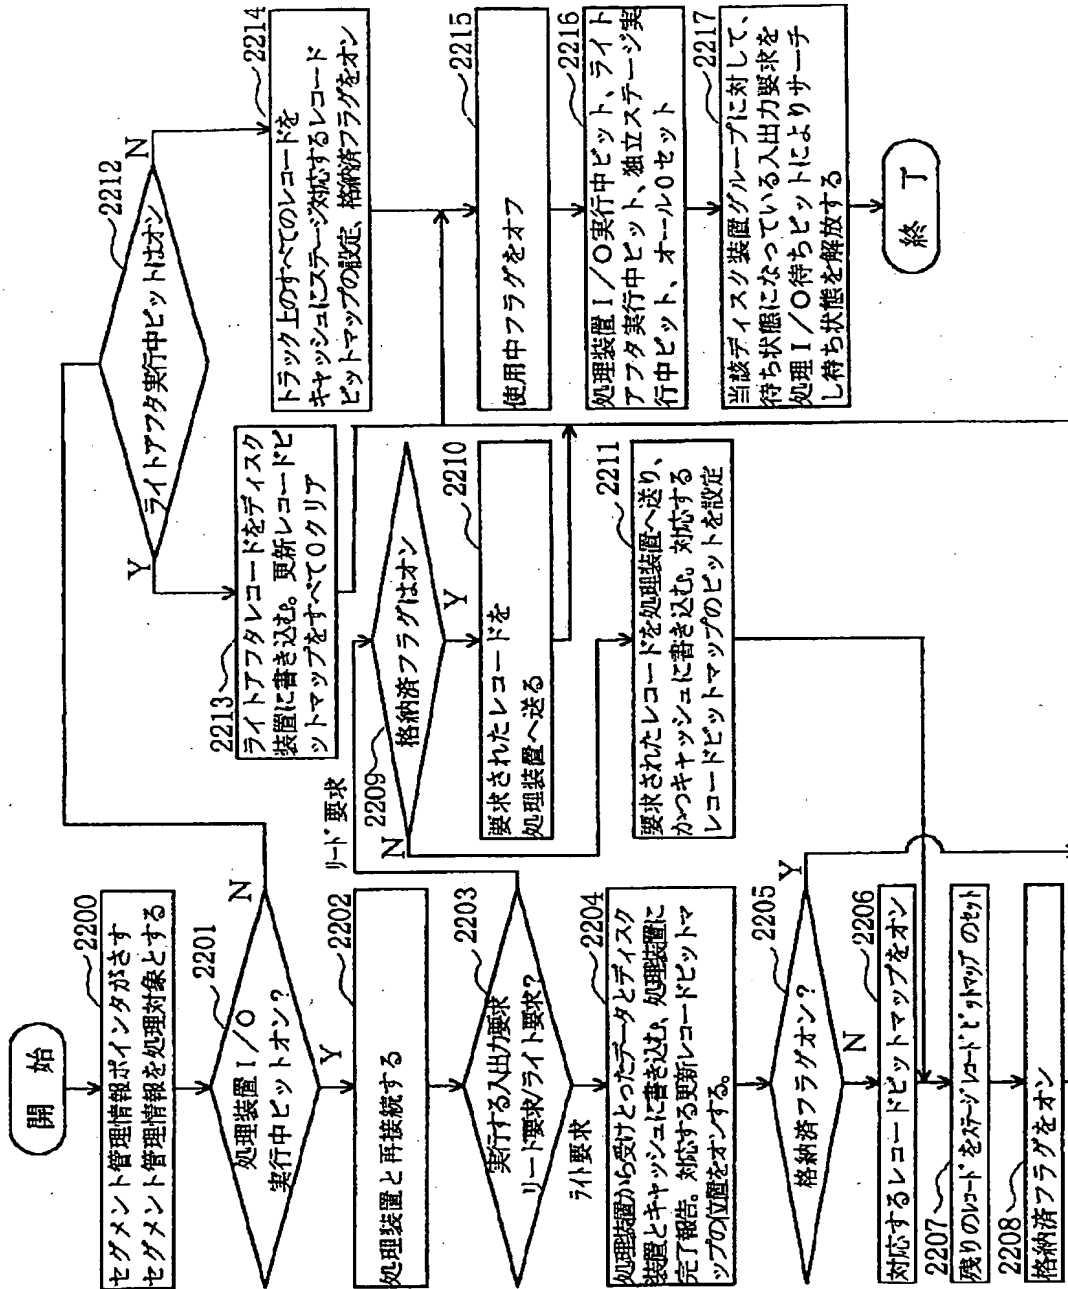 開 始
2200
セグメント管理情報ポインタがさす
セグメント管理情報を処理対象とする
2201
処理装置Ｉ／Ｏ
実行中ビットオン？
N
Y
2202
処理装置と再接続する
2203
実行する入出力要求
リード要求/ライト要求？
リード要求
ライト要求
2204
処理装置から受けとったデータとディスク
装置とキャッシュに書き込む、処理装置に
完了報告。対応する更新レコードビットマ
ップの位置をオンする。
2205
格納済フラグオン？
Y
N
2206
対応するレコードビットマップをオン
2207
残りのレコードをステージ/レコードビットマップのセット
2208
格納済フラグをオン
2209
格納済フラグはオン
N
Y
2210
要求されたレコードを
処理装置へ送る
2211
要求されたレコードを処理装置へ送り、
かつキャッシュに書き込む。対応する
レコードビットマップのビットを設定
2212
ライトアフタ実行中ビットはオン
Y
N
2213
ライトアフタレコードをディスク
装置に書き込む。更新レコードビ
ットマップをすべて０クリア
2214
トラック上のすべてのレコードを
キャッシュにステージ対応するレコード
ビットマップの設定、格納済フラグをオン
2215
使用中フラグをオフ
2216
処理装置Ｉ／Ｏ実行中ビット、ライト
アフタ実行中ビット、独立ステージ実
行中ビット、オール０セット
2217
当該ディスク装置グループに対して、
待ち状態になっている入出力要求を
処理Ｉ／Ｏ待ちビットによりサーチ
し待ち状態を解放する
終 了